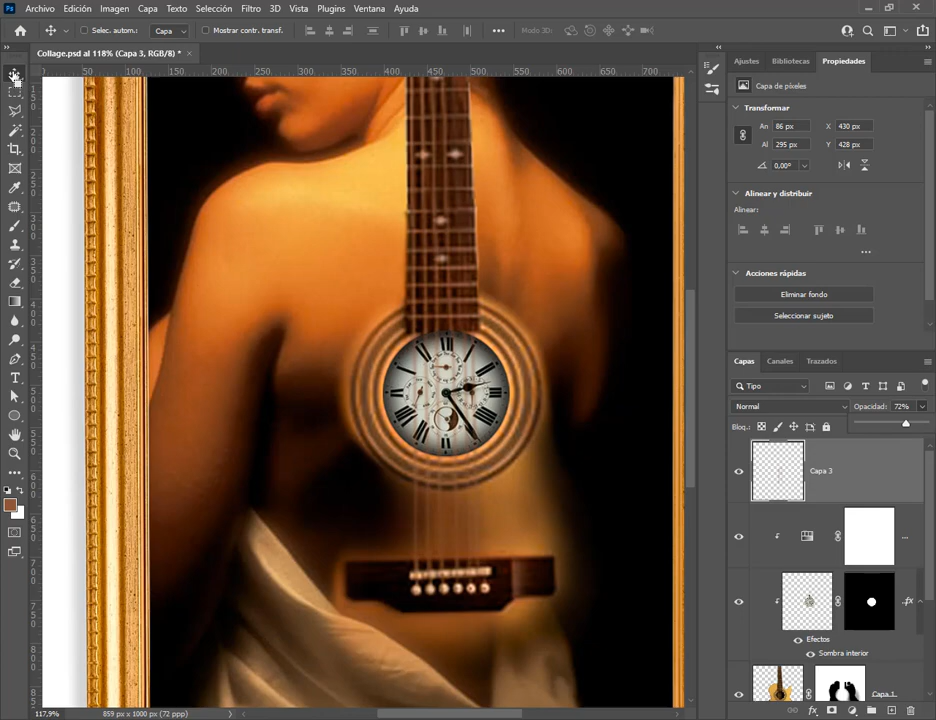 Ps Archivo Edición Imagen Capa Texto Selección Filtro 3D Vista Plugins Ventana Ayuda
Selec. autom.: Capa Mostrar contr. transf. Modo 3D:
Collage.psd al 118% (Capa 3, RGB/8) *
50 100 150 200 250 300 350 400 450 500 550 600 650 700
Ajustes Bibliotecas Propiedades
Capa de píxeles
Transformar
An 86 px X 430 px
Al 295 px Y 428 px
0,00°
Alinear y distribuir
Alinear:
Acciones rápidas
Eliminar fondo
Seleccionar sujeto
Capas Canales Trazados
Tipo
Normal Opacidad: 72%
Bloq.:
Capa 3
fx
Efectos
Sombra interior
Capa 1
117,9% 859 px x 1000 px (72 ppp)
fx